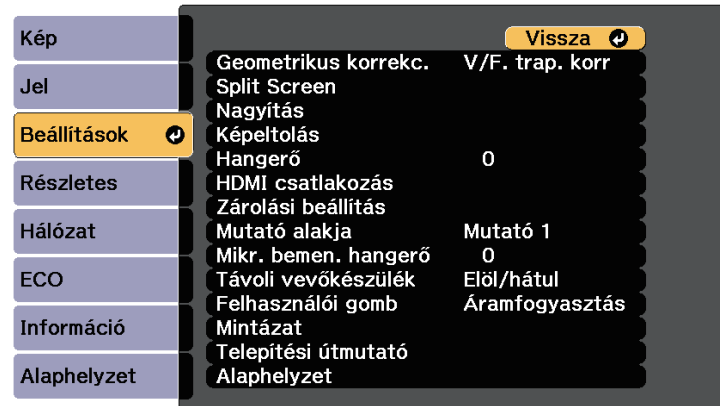 Kép
Jel
Beállítások
Részletes
Hálózat
ECO
Információ
Alaphelyzet
Vissza
Geometrikus korrekc. V/F. trap. korr
Split Screen
Nagyítás
Képeltolás
Hangerő 0
HDMI csatlakozás
Zárolási beállítás
Mutató alakja Mutató 1
Mikr. bemen. hangerő 0
Távoli vevőkészülék Elöl/hátul
Felhasználói gomb Áramfogyasztás
Mintázat
Telepítési útmutató
Alaphelyzet